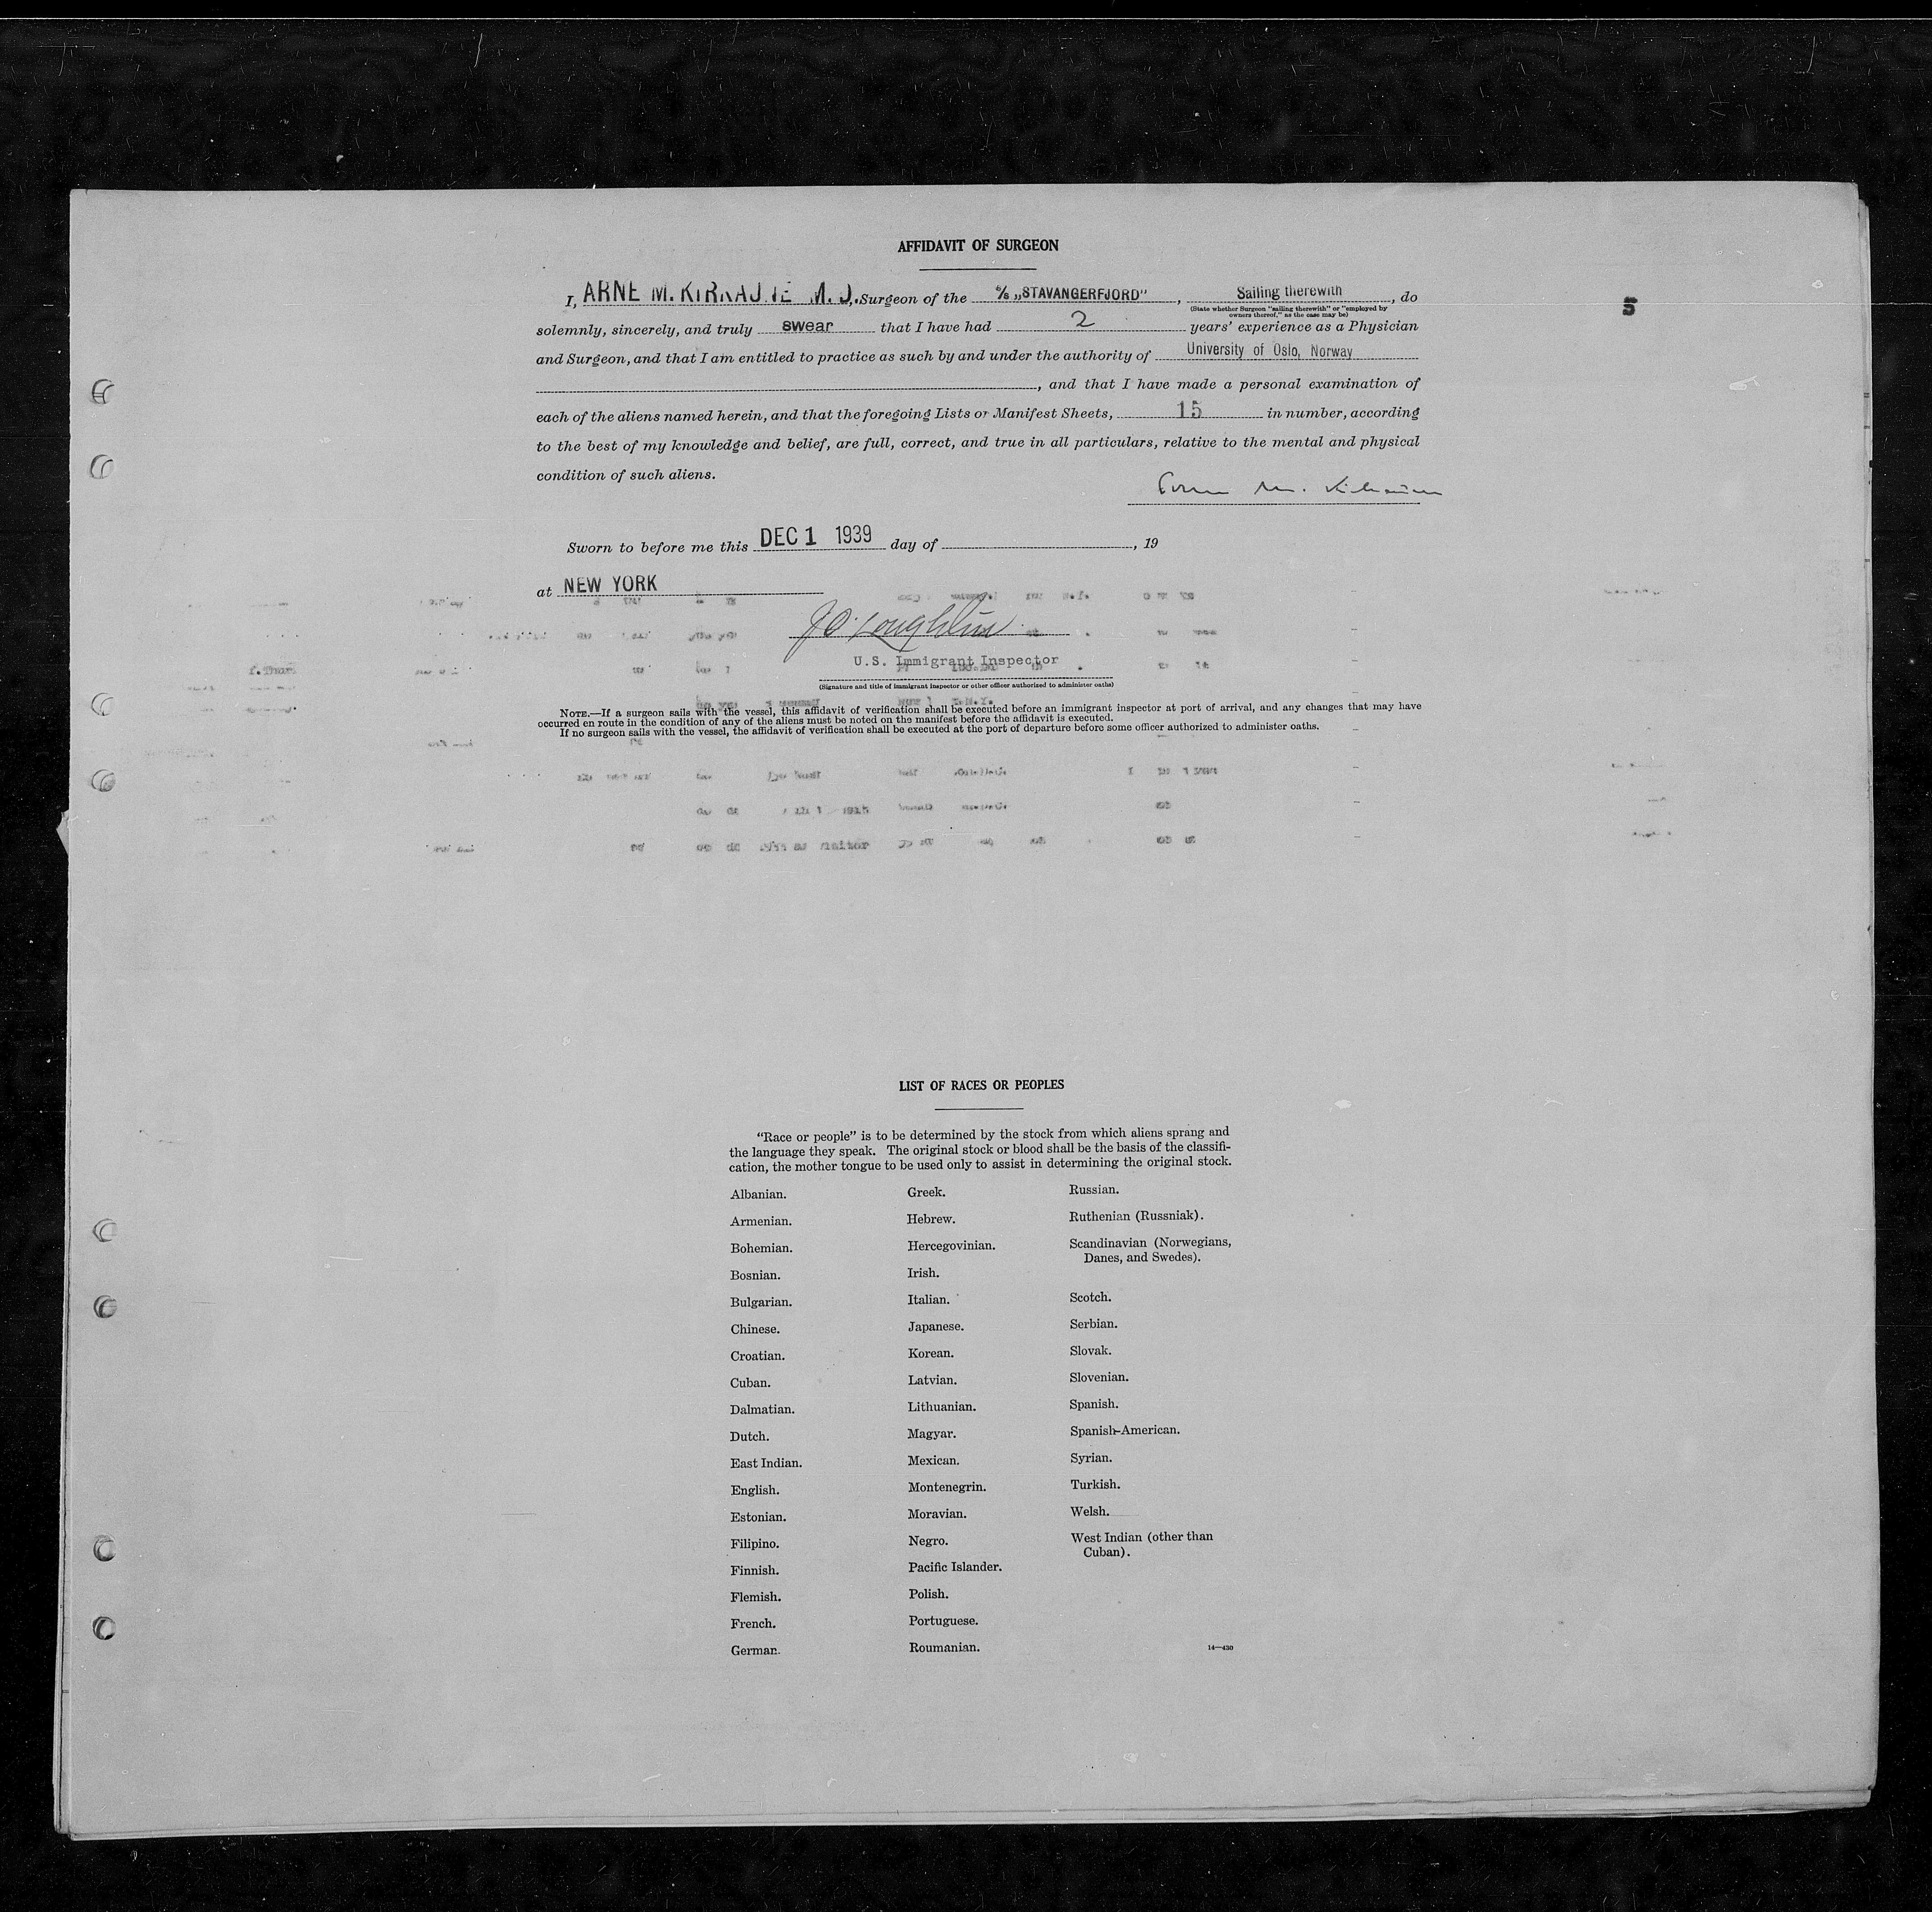 AFFIDAVIT OF SURGEON
5
I, ARNE M. M. D., Surgeon of the S/S „STAVANGERFJORD", Sailing therewith, do
(State whether Surgeon "sailing therewith" or "employed by
owners thereof," as the case may be)
solemnly, sincerely, and truly swear that I have had 2 years' experience as a Physician
and Surgeon, and that I am entitled to practice as such by and under the authority of University of Oslo, Norway
, and that I have made a personal examination of
each of the aliens named herein, and that the foregoing Lists or Manifest Sheets, 15 in number, according
to the best of my knowledge and belief, are full, correct, and true in all particulars, relative to the mental and physical
condition of such aliens.
Sworn to before me this DEC 1 1939 day of , 19
at NEW YORK
U.S. Immigrant Inspector
(Signature and title of immigrant inspector or other officer authorized to administer oaths)
NOTE.—If a surgeon sails with the vessel, this affidavit of verification shall be executed before an immigrant inspector at port of arrival, and any changes that may have
occurred en route in the condition of any of the aliens must be noted on the manifest before the affidavit is executed.
If no surgeon sails with the vessel, the affidavit of verification shall be executed at the port of departure before some officer authorized to administer oaths.
LIST OF RACES OR PEOPLES
"Race or people" is to be determined by the stock from which aliens sprang and
the language they speak. The original stock or blood shall be the basis of the classifi-
cation, the mother tongue to be used only to assist in determining the original stock.
Albanian.
Armenian.
Bohemian.
Bosnian.
Bulgarian.
Chinese.
Croatian.
Cuban.
Dalmatian.
Dutch.
East Indian.
English.
Estonian.
Filipino.
Finnish.
Flemish.
French.
German.
Greek.
Hebrew.
Hercegovinian.
Irish.
Italian.
Japanese.
Korean.
Latvian.
Lithuanian.
Magyar.
Mexican.
Montenegrin.
Moravian.
Negro.
Pacific Islander.
Polish.
Portuguese.
Roumanian.
Russian.
Ruthenian (Russniak).
Scandinavian (Norwegians,
Danes, and Swedes).
Scotch.
Serbian.
Slovak.
Slovenian.
Spanish.
Spanish-American.
Syrian.
Turkish.
Welsh.
West Indian (other than
Cuban).
14—430